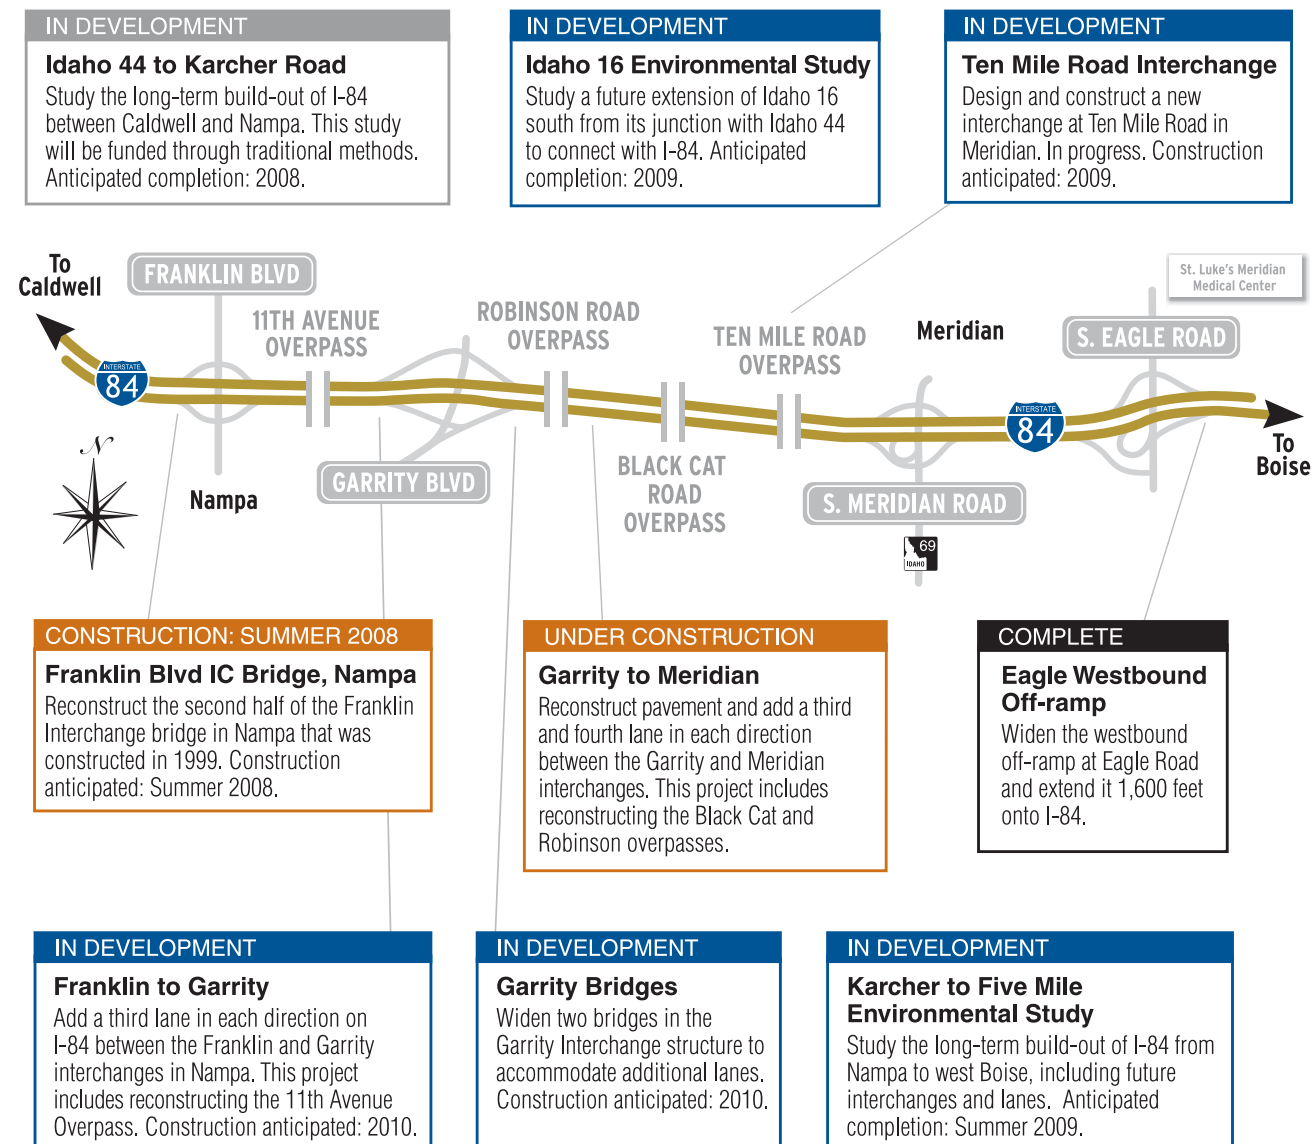 IN DEVELOPMENT
Idaho 44 to Karcher Road
Study the long-term build-out of I-84
between Caldwell and Nampa. This study
will be funded through traditional methods.
Anticipated completion: 2008.
IN DEVELOPMENT
Idaho 16 Environmental Study
Study a future extension of Idaho 16
south from its junction with Idaho 44
to connect with I-84. Anticipated
completion: 2009.
IN DEVELOPMENT
Ten Mile Road Interchange
Design and construct a new
interchange at Ten Mile Road in
Meridian. In progress. Construction
anticipated: 2009.
To
Caldwell
FRANKLIN BLVD
11TH AVENUE
OVERPASS
ROBINSON ROAD
OVERPASS
TEN MILE ROAD
OVERPASS
Meridian
St. Luke's Meridian
Medical Center
S. EAGLE ROAD
INTERSTATE
84
INTERSTATE
84
To
Boise
N
Nampa
GARRITY BLVD
BLACK CAT
ROAD
OVERPASS
S. MERIDIAN ROAD
69
IDAHO
CONSTRUCTION: SUMMER 2008
Franklin Blvd IC Bridge, Nampa
Reconstruct the second half of the Franklin
Interchange bridge in Nampa that was
constructed in 1999. Construction
anticipated: Summer 2008.
UNDER CONSTRUCTION
Garrity to Meridian
Reconstruct pavement and add a third
and fourth lane in each direction
between the Garrity and Meridian
interchanges. This project includes
reconstructing the Black Cat and
Robinson overpasses.
COMPLETE
Eagle Westbound
Off-ramp
Widen the westbound
off-ramp at Eagle Road
and extend it 1,600 feet
onto I-84.
IN DEVELOPMENT
Franklin to Garrity
Add a third lane in each direction on
I-84 between the Franklin and Garrity
interchanges in Nampa. This project
includes reconstructing the 11th Avenue
Overpass. Construction anticipated: 2010.
IN DEVELOPMENT
Garrity Bridges
Widen two bridges in the
Garrity Interchange structure to
accommodate additional lanes.
Construction anticipated: 2010.
IN DEVELOPMENT
Karcher to Five Mile
Environmental Study
Study the long-term build-out of I-84 from
Nampa to west Boise, including future
interchanges and lanes. Anticipated
completion: Summer 2009.